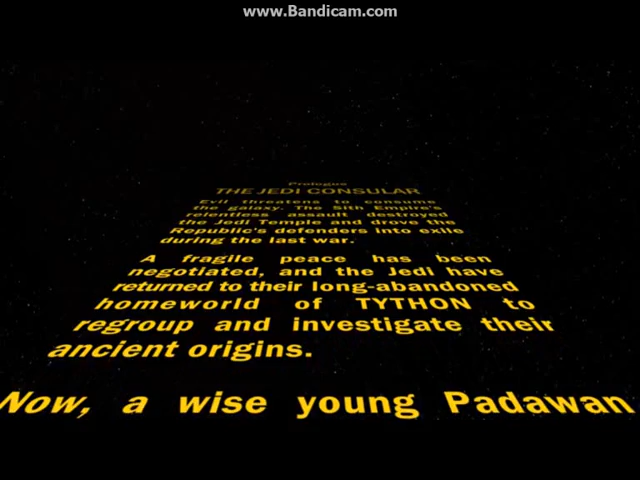 www.Bandicam.com
Prologue
THE JEDI CONSULAR
Evil threatens to consume
the galaxy. The Sith Empire's
relentless assault destroyed
the Jedi Temple and drove the
Republic's defenders into exile
during the last war.
A fragile peace has been
negotiated, and the Jedi have
returned to their long-abandoned
homeworld of TYTHON to
regroup and investigate their
ancient origins.
Now, a wise young Padawan